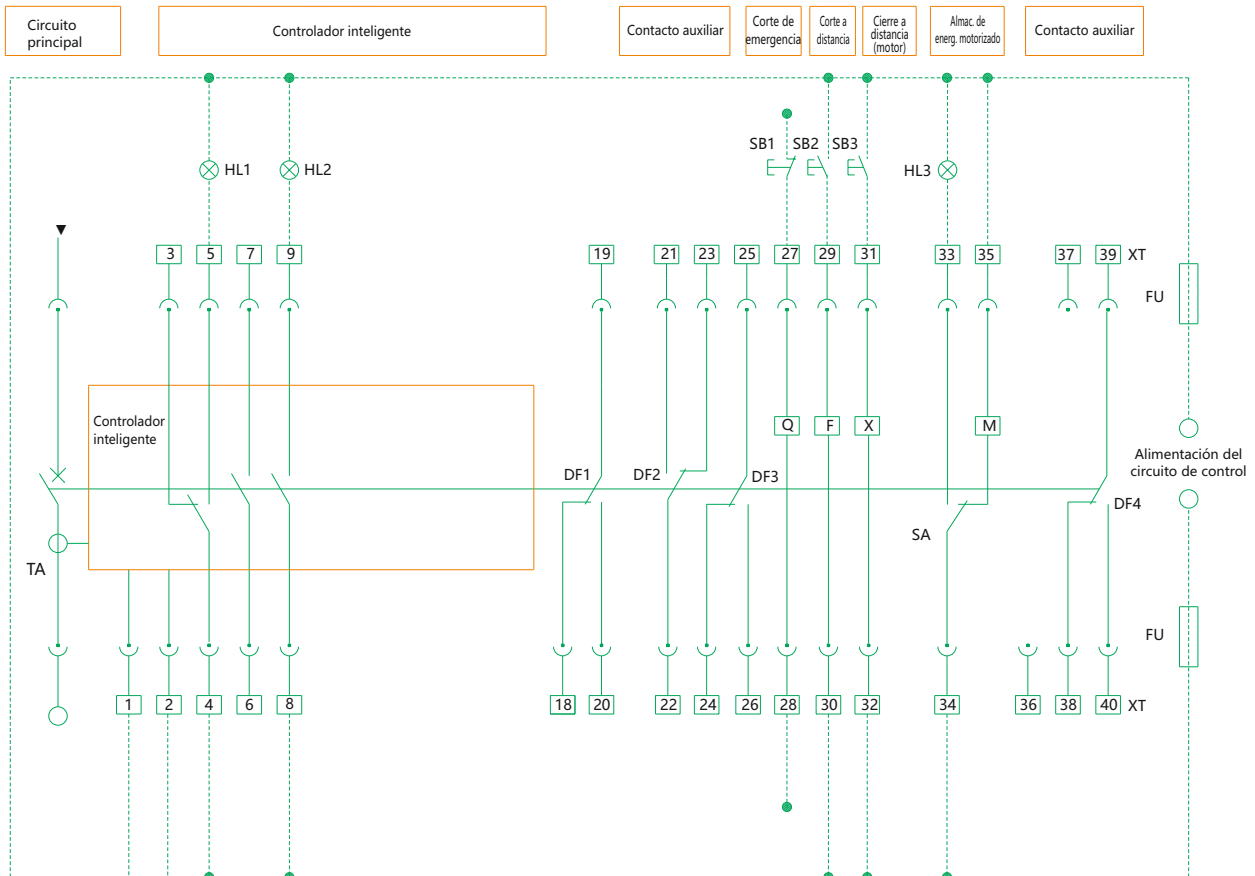 Circuito
principal
Controlador inteligente
Contacto auxiliar
Corte de
emergencia
Corte a
distancia
Cierre a
distancia
(motor)
Almac. de
energ. motorizado
Contacto auxiliar
SB1 SB2 SB3
HL1 HL2 HL3
3 5 7 9 19 21 23 25 27 29 31 33 35 37 39 XT
FU
Controlador
inteligente
Q F X M
Alimentación del
circuito de control
DF1 DF2 DF3 DF4
SA
TA
FU
1 2 4 6 8 18 20 22 24 26 28 30 32 34 36 38 40 XT